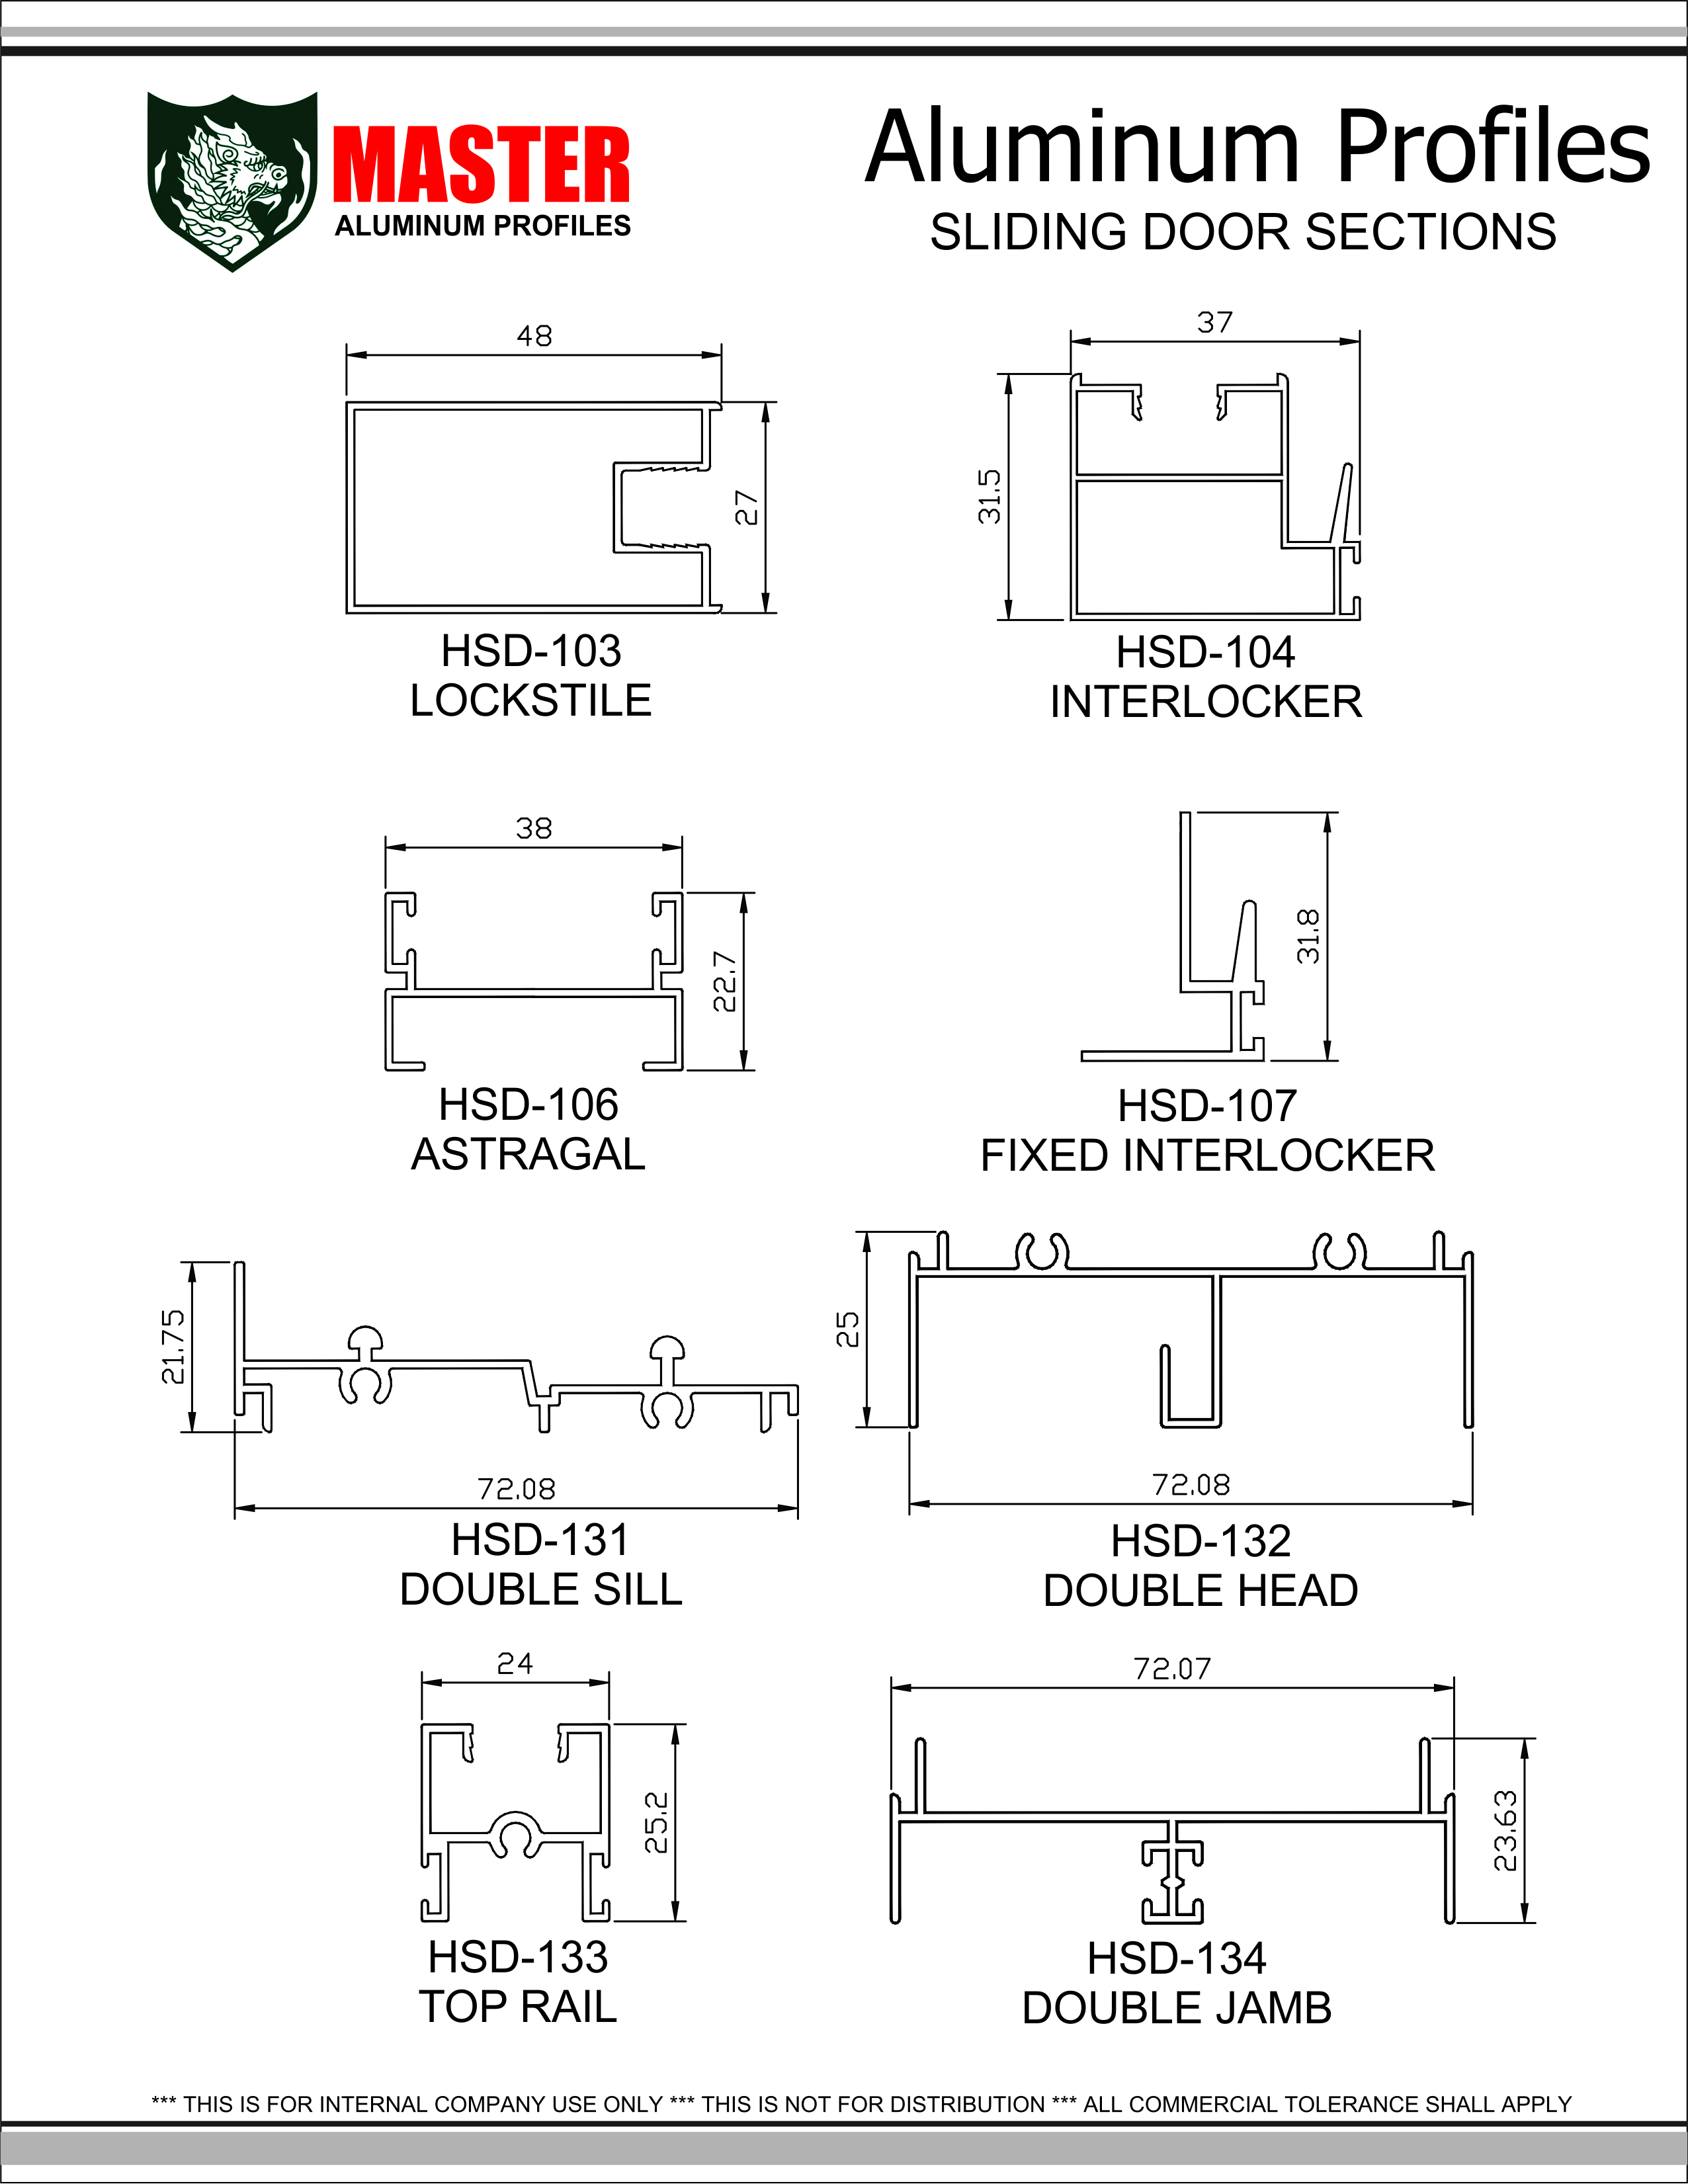 MASTER
ALUMINUM PROFILES
Aluminum Profiles
SLIDING DOOR SECTIONS
48
27
HSD-103
LOCKSTILE
37
31.5
HSD-104
INTERLOCKER
38
22.7
HSD-106
ASTRAGAL
31.8
HSD-107
FIXED INTERLOCKER
21.75
72.08
HSD-131
DOUBLE SILL
25
72.08
HSD-132
DOUBLE HEAD
24
25.2
HSD-133
TOP RAIL
72.07
23.63
HSD-134
DOUBLE JAMB
*** THIS IS FOR INTERNAL COMPANY USE ONLY *** THIS IS NOT FOR DISTRIBUTION *** ALL COMMERCIAL TOLERANCE SHALL APPLY